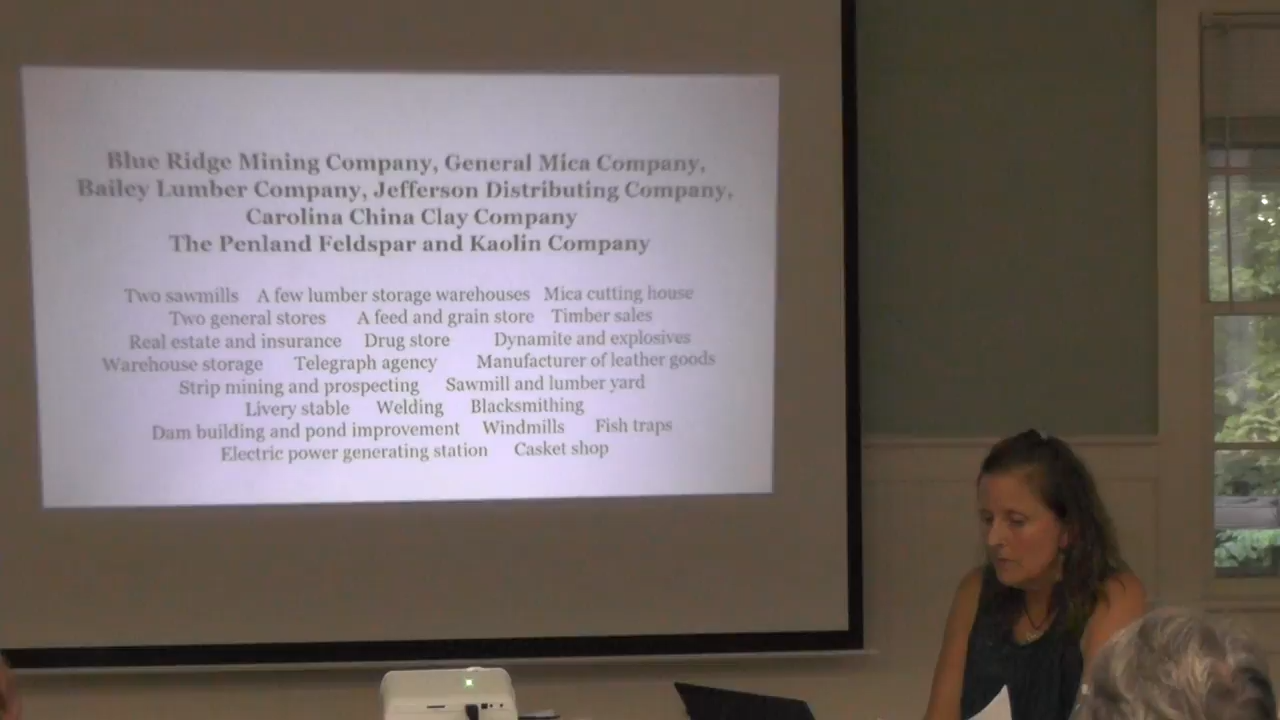 Blue Ridge Mining Company, General Mica Company,
Bailey Lumber Company, Jefferson Distributing Company,
Carolina China Clay Company
The Penland Feldspar and Kaolin Company
Two sawmills A few lumber storage warehouses Mica cutting house
Two general stores A feed and grain store Timber sales
Real estate and insurance Drug store Dynamite and explosives
Warehouse storage Telegraph agency Manufacturer of leather goods
Strip mining and prospecting Sawmill and lumber yard
Livery stable Welding Blacksmithing
Dam building and pond improvement Windmills Fish traps
Electric power generating station Casket shop